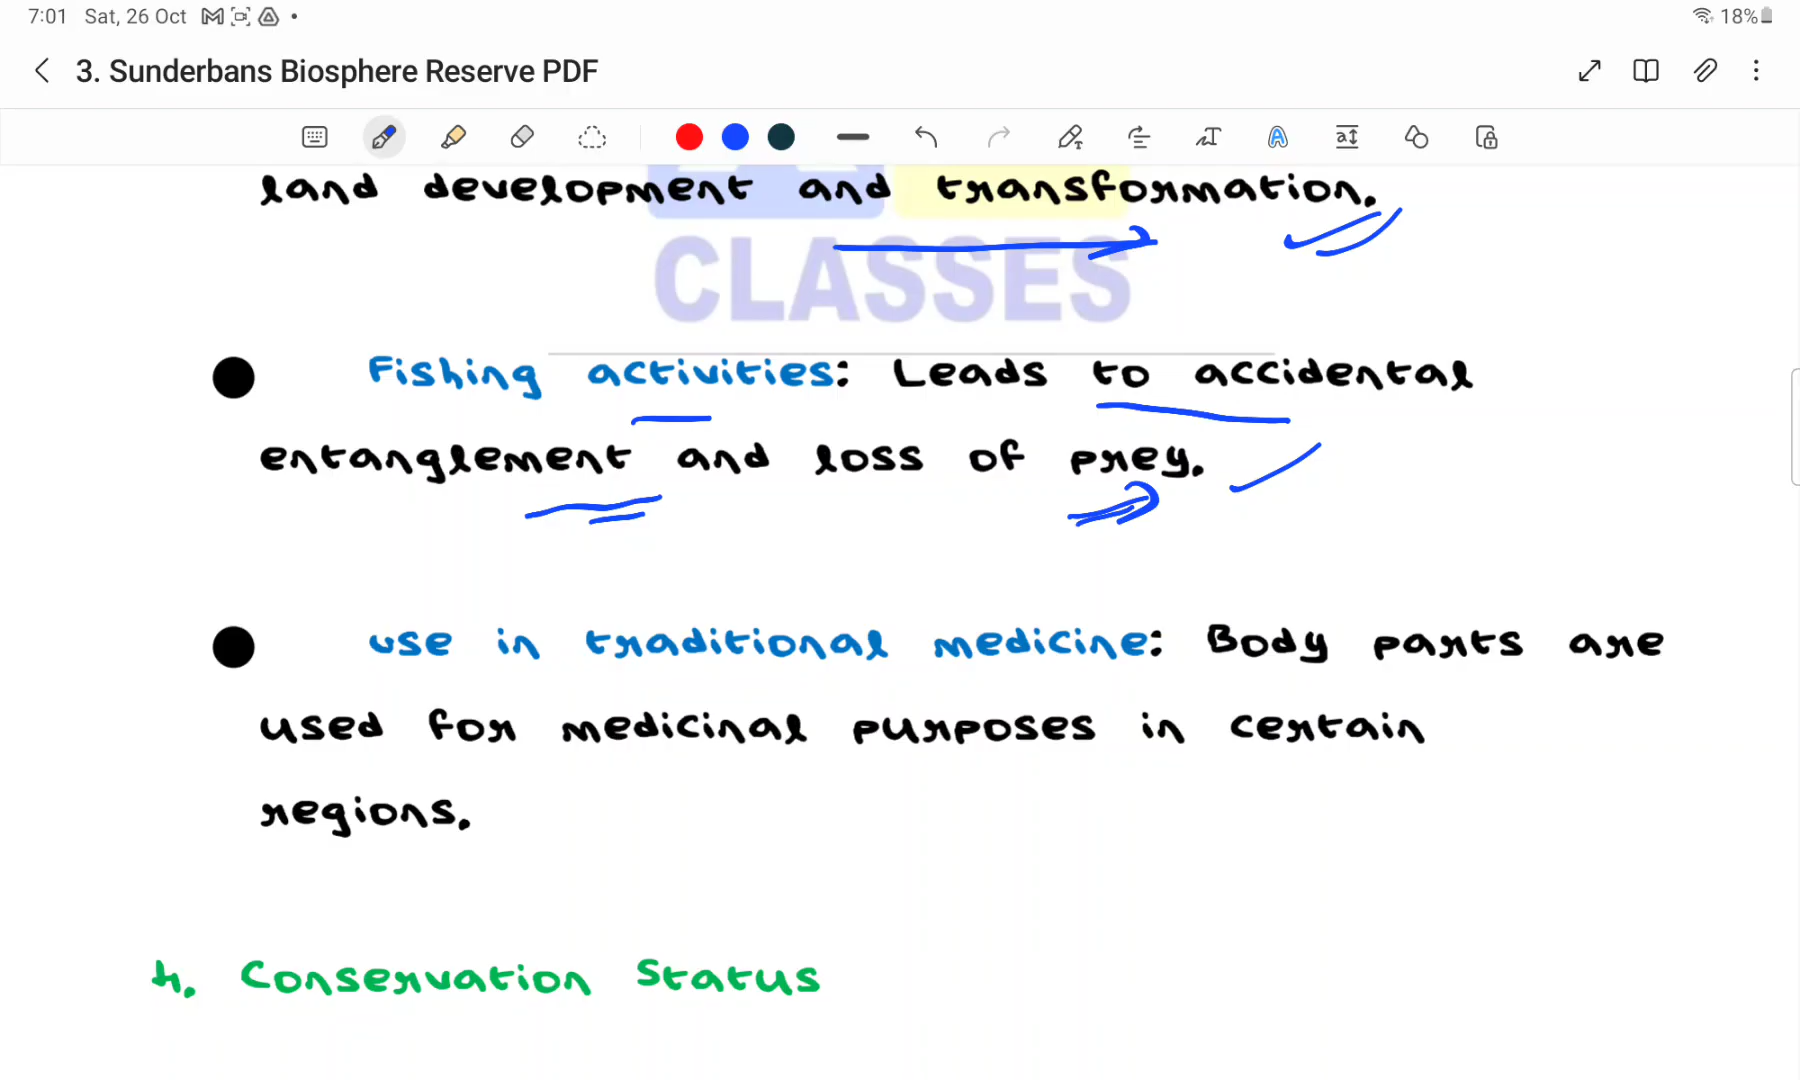 7:01 Sat, 26 Oct
18%
3. Sunderbans Biosphere Reserve PDF
land development and transformation.
CLASSES
Fishing activities: Leads to accidental
entanglement and loss of prey.
use in traditional medicine: Body parts are
used for medicinal purposes in certain
regions.
4. Conservation Status